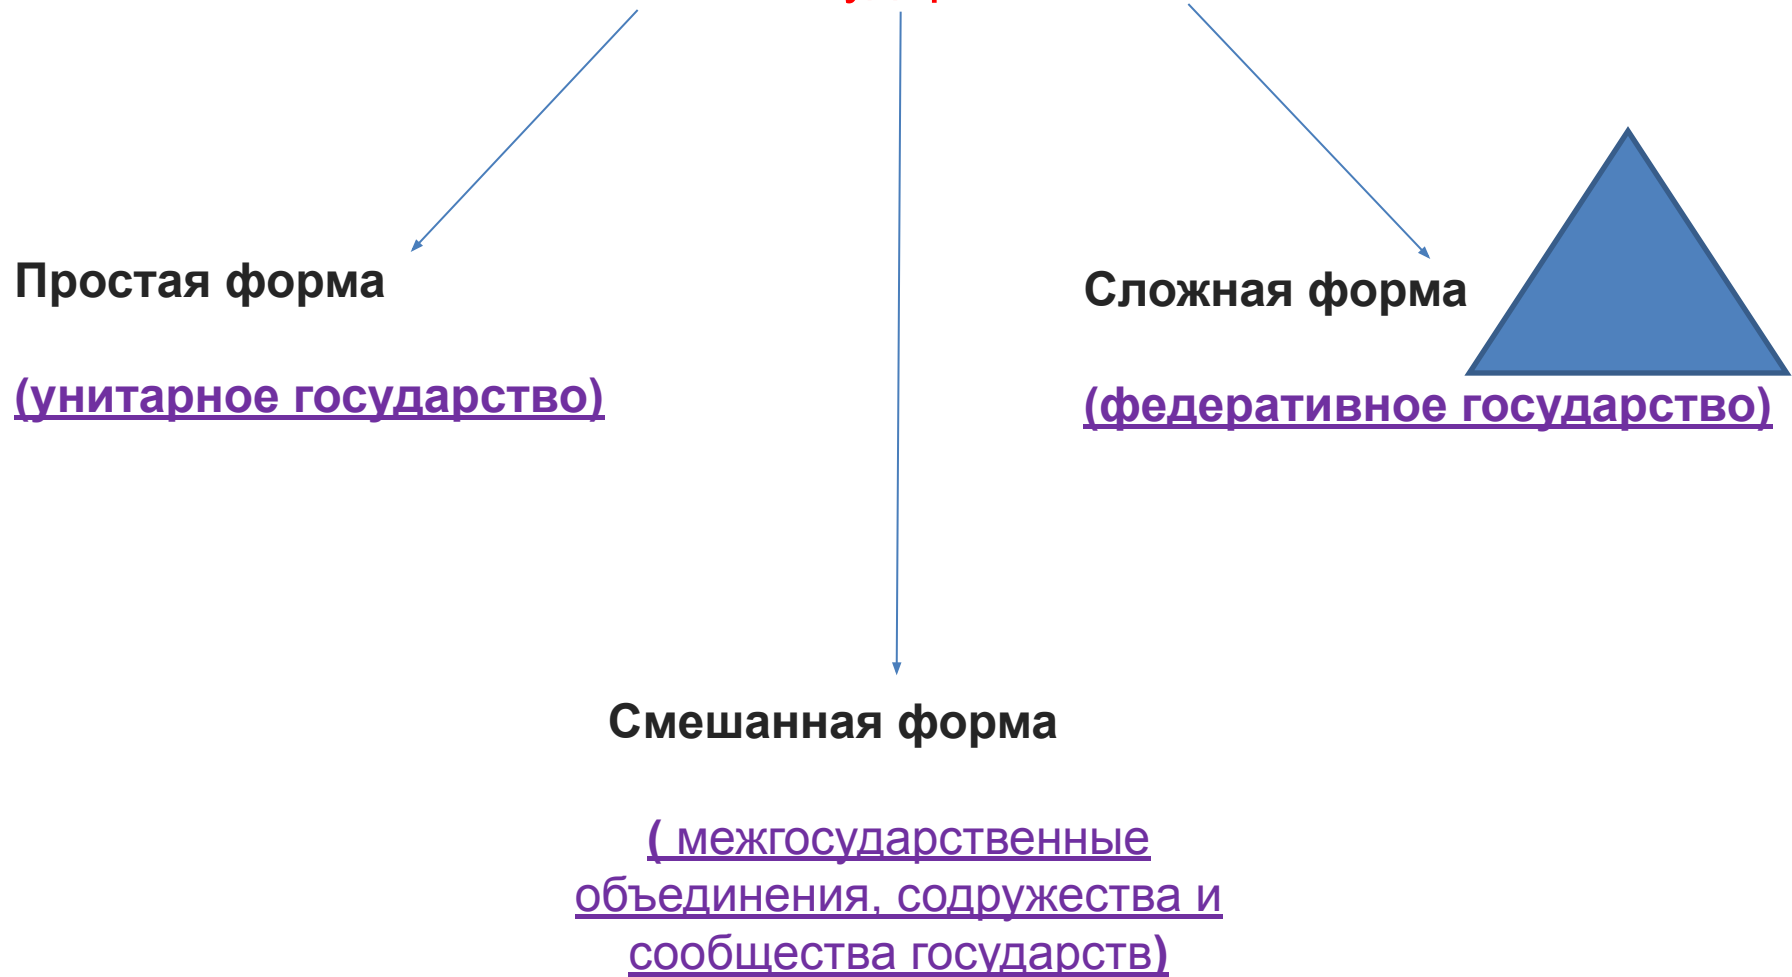 Простая форма
Сложная форма
(унитарное государство)
(федеративное государство)
Смешанная форма
( межгосударственные
объединения, содружества и
сообщества государств)